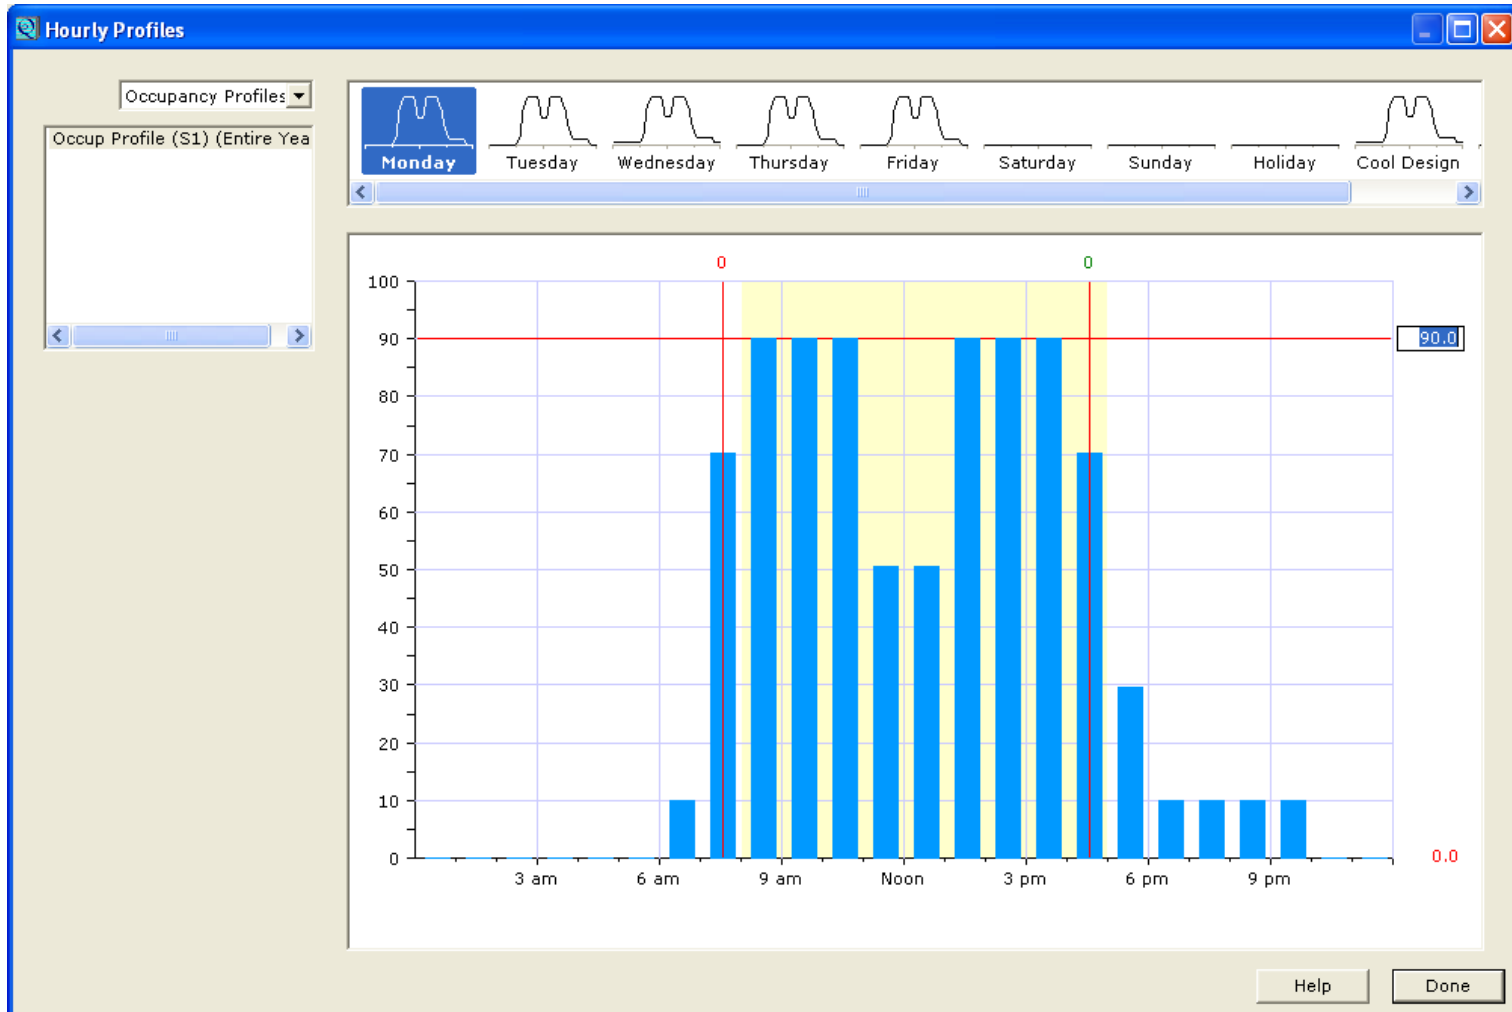 Hourly Profiles
Occupancy Profiles
Occup Profile (S1) (Entire Yea
Monday Tuesday Wednesday Thursday Friday Saturday Sunday Holiday Cool Design
0 0
100
90 90.0
80
70
60
50
40
30
20
10
0 0.0
3 am 6 am 9 am Noon 3 pm 6 pm 9 pm
Help Done